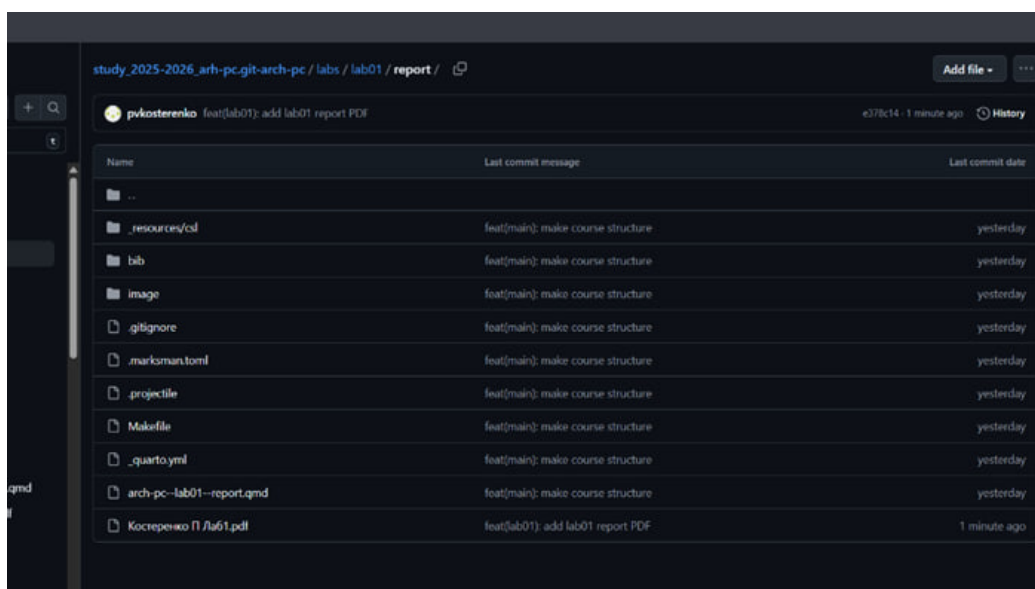 study_2025-2026_arh-pc.git-arch-pc / labs / lab01 / report /
Add file
pvkosterenko feat(lab01): add lab01 report PDF
e378c14 · 1 minute ago History
t
Name Last commit message Last commit date
..
_resources/csl feat(main): make course structure yesterday
bib feat(main): make course structure yesterday
image feat(main): make course structure yesterday
.gitignore feat(main): make course structure yesterday
.marksman.toml feat(main): make course structure yesterday
.projectile feat(main): make course structure yesterday
Makefile feat(main): make course structure yesterday
_quarto.yml feat(main): make course structure yesterday
.qmd
arch-pc--lab01--report.qmd feat(main): make course structure yesterday
Костеренко П Лаб1.pdf feat(lab01): add lab01 report PDF 1 minute ago